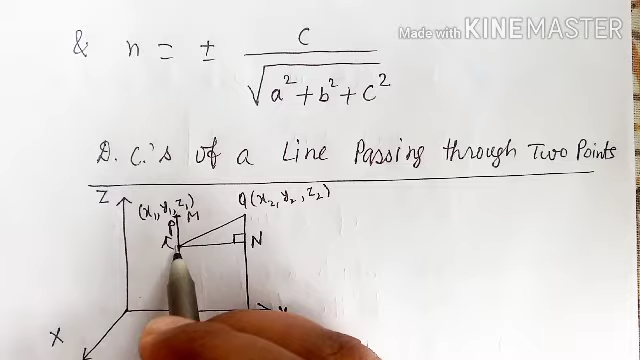 Made with KINEMASTER
& n = ± c / √(a² + b² + c²)
D. C.'s of a Line Passing through Two Points
Z (x₁, y₁, z₁) M Q (x₂, y₂, z₂)
P
N
X